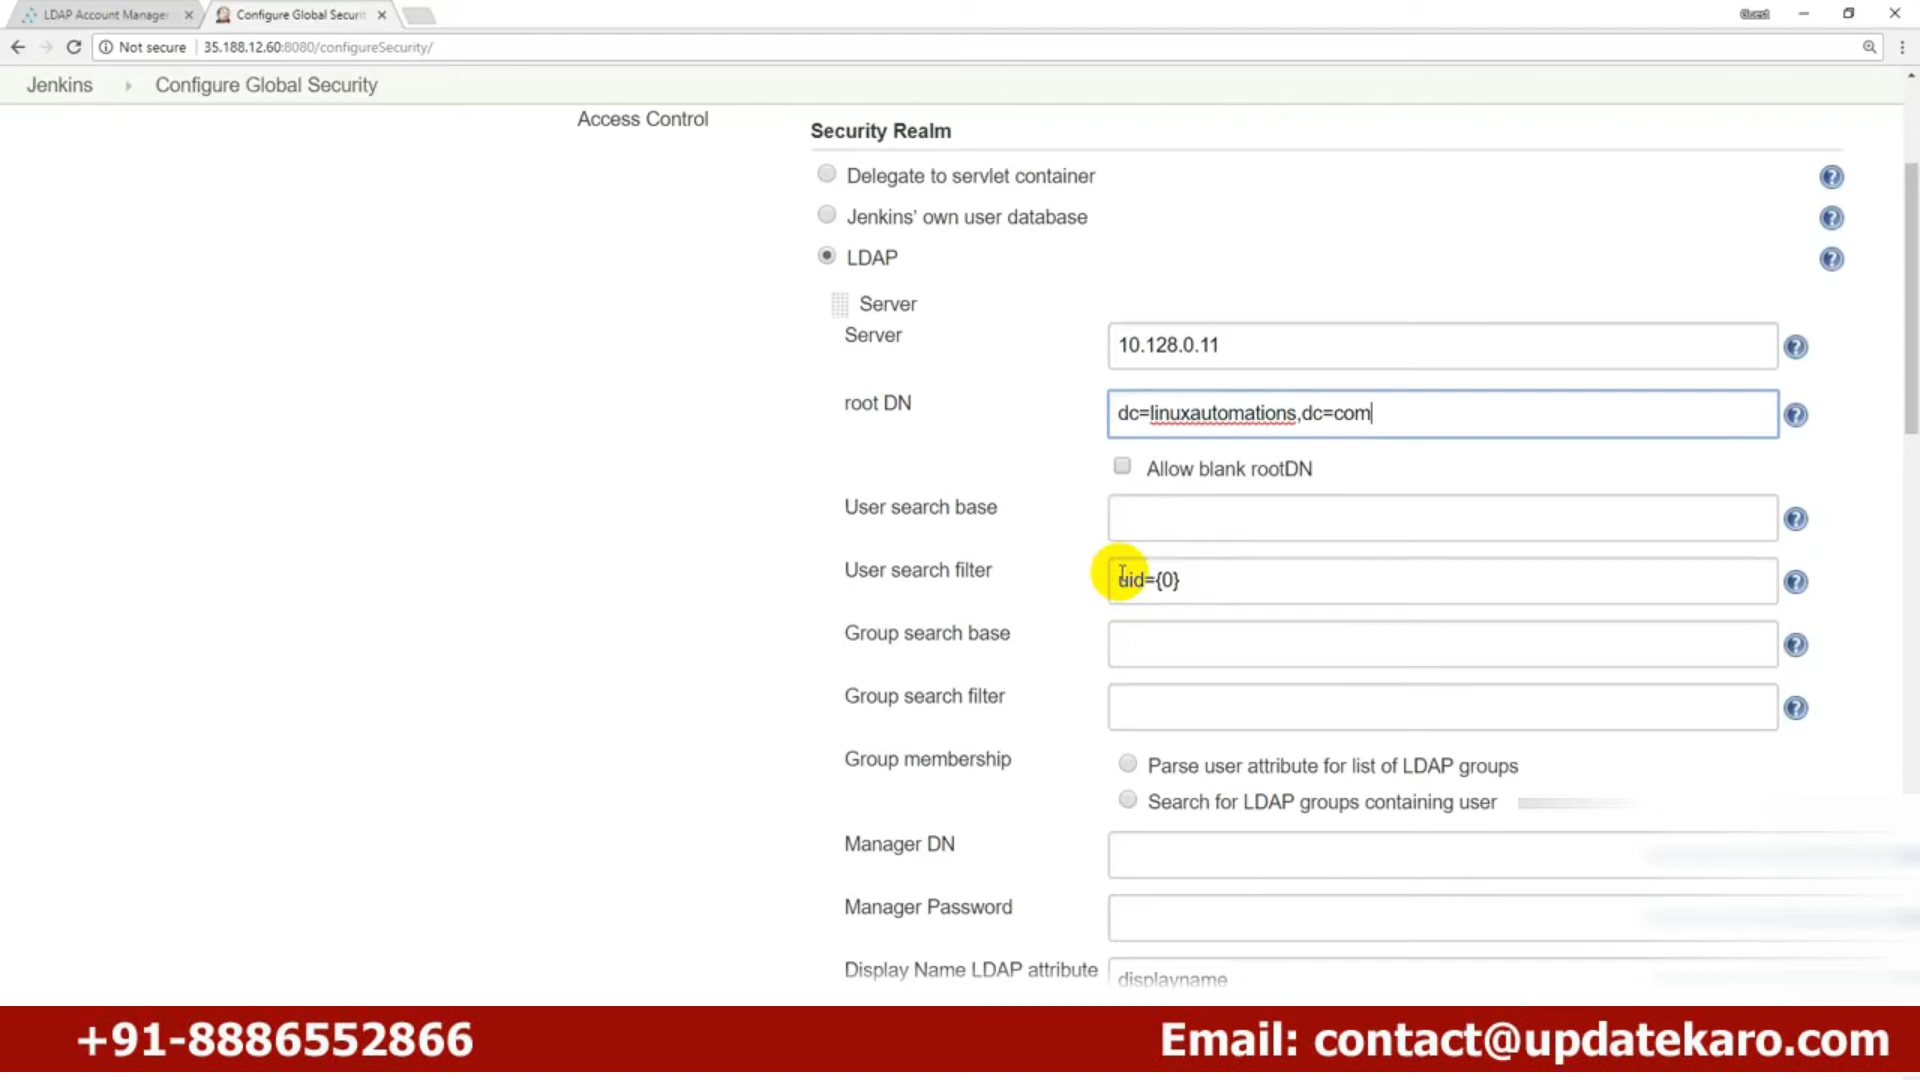 LDAP Account Manager
Configure Global Securit
Guest
Not secure 35.188.12.60:8080/configureSecurity/
Jenkins Configure Global Security
Access Control
Security Realm
Delegate to servlet container
Jenkins' own user database
LDAP
Server
Server 10.128.0.11
root DN dc=linuxautomations,dc=com
Allow blank rootDN
User search base
User search filter uid={0}
Group search base
Group search filter
Group membership Parse user attribute for list of LDAP groups
Search for LDAP groups containing user
Manager DN
Manager Password
Display Name LDAP attribute displayname
+91-8886552866 Email: contact@updatekaro.com